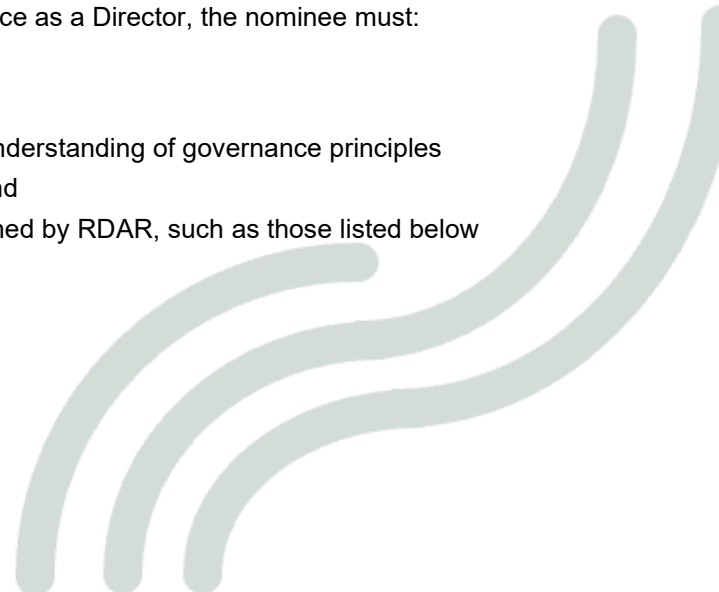 ce as a Director, the nominee must:
nderstanding of governance principles
nd
ned by RDAR, such as those listed below